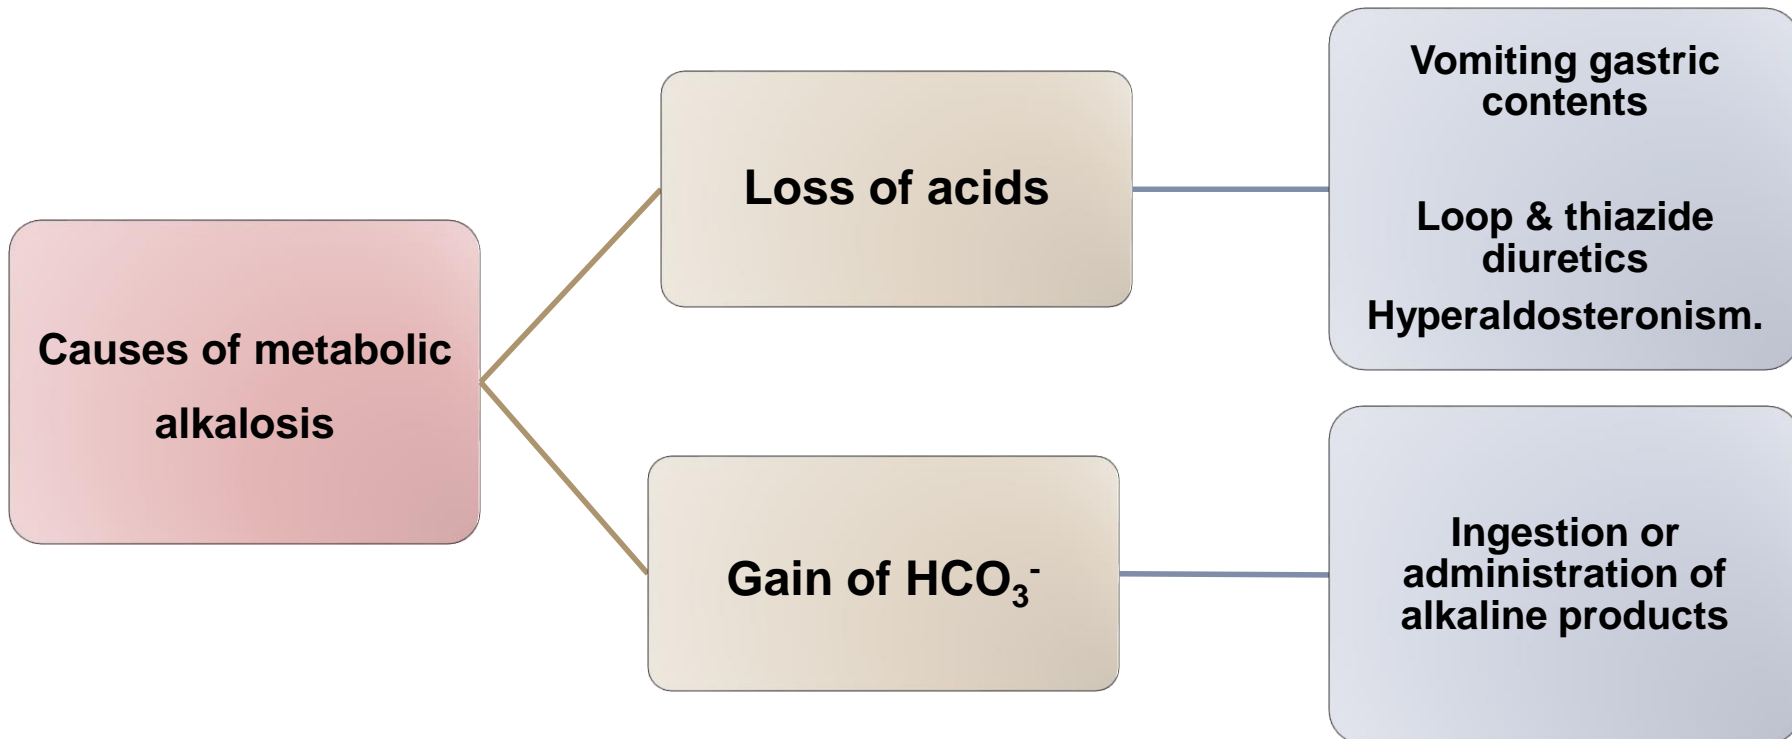 Causes of metabolic
alkalosis
Loss of acids
Vomiting gastric
contents
Loop & thiazide
diuretics
Hyperaldosteronism.
Gain of HCO₃⁻
Ingestion or
administration of
alkaline products